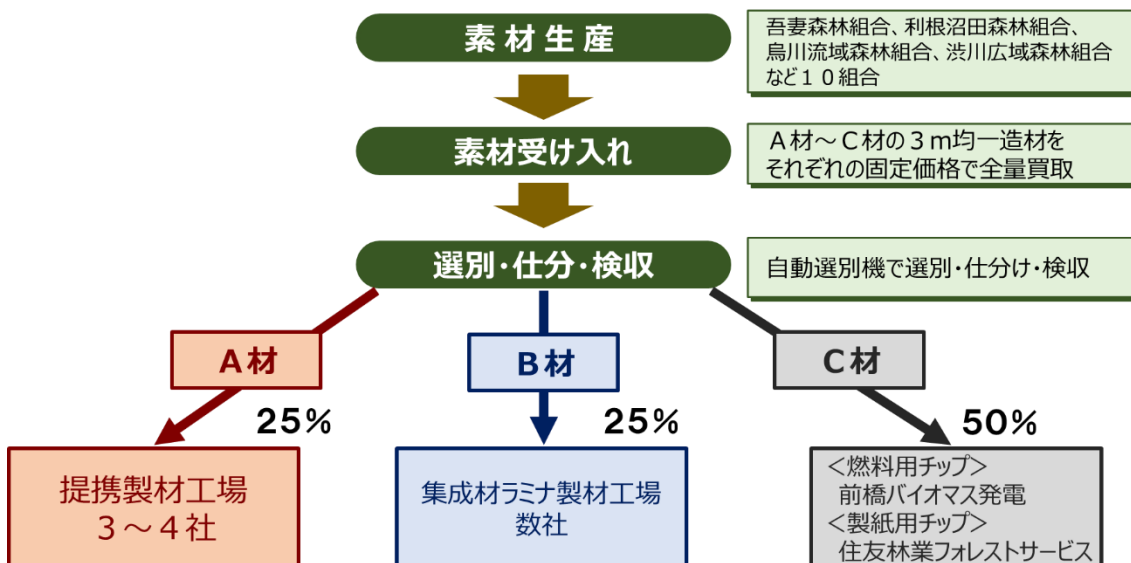 素材生産
吾妻森林組合、利根沼田森林組合、
烏川流域森林組合、渋川広域森林組合
など１０組合
素材受け入れ
Ａ材～Ｃ材の３ｍ均一造材を
それぞれの固定価格で全量買取
選別・仕分・検収
自動選別機で選別・仕分け・検収
Ａ材
Ｂ材
Ｃ材
25%
25%
50%
提携製材工場
３～４社
集成材ラミナ製材工場
数社
＜燃料用チップ＞
前橋バイオマス発電
＜製紙用チップ＞
住友林業フォレストサービス